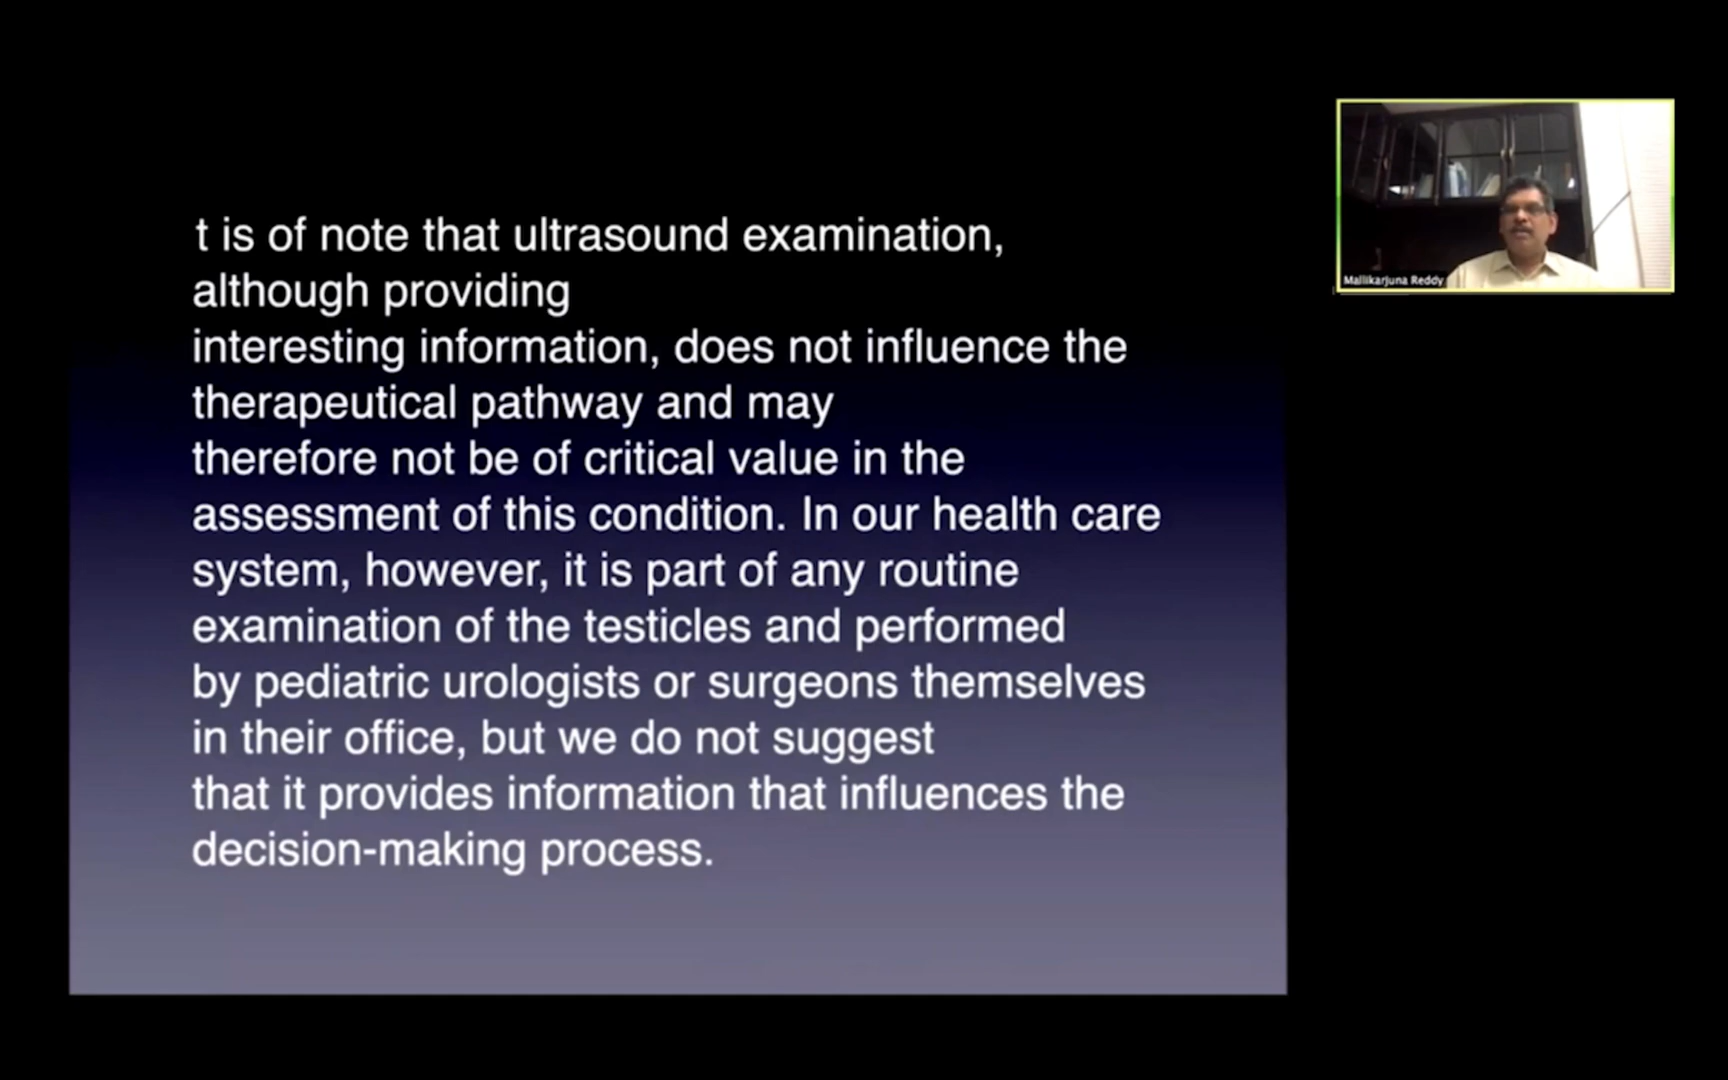 t is of note that ultrasound examination,
although providing
interesting information, does not influence the
therapeutical pathway and may
therefore not be of critical value in the
assessment of this condition. In our health care
system, however, it is part of any routine
examination of the testicles and performed
by pediatric urologists or surgeons themselves
in their office, but we do not suggest
that it provides information that influences the
decision-making process.
Mallikarjuna Reddy